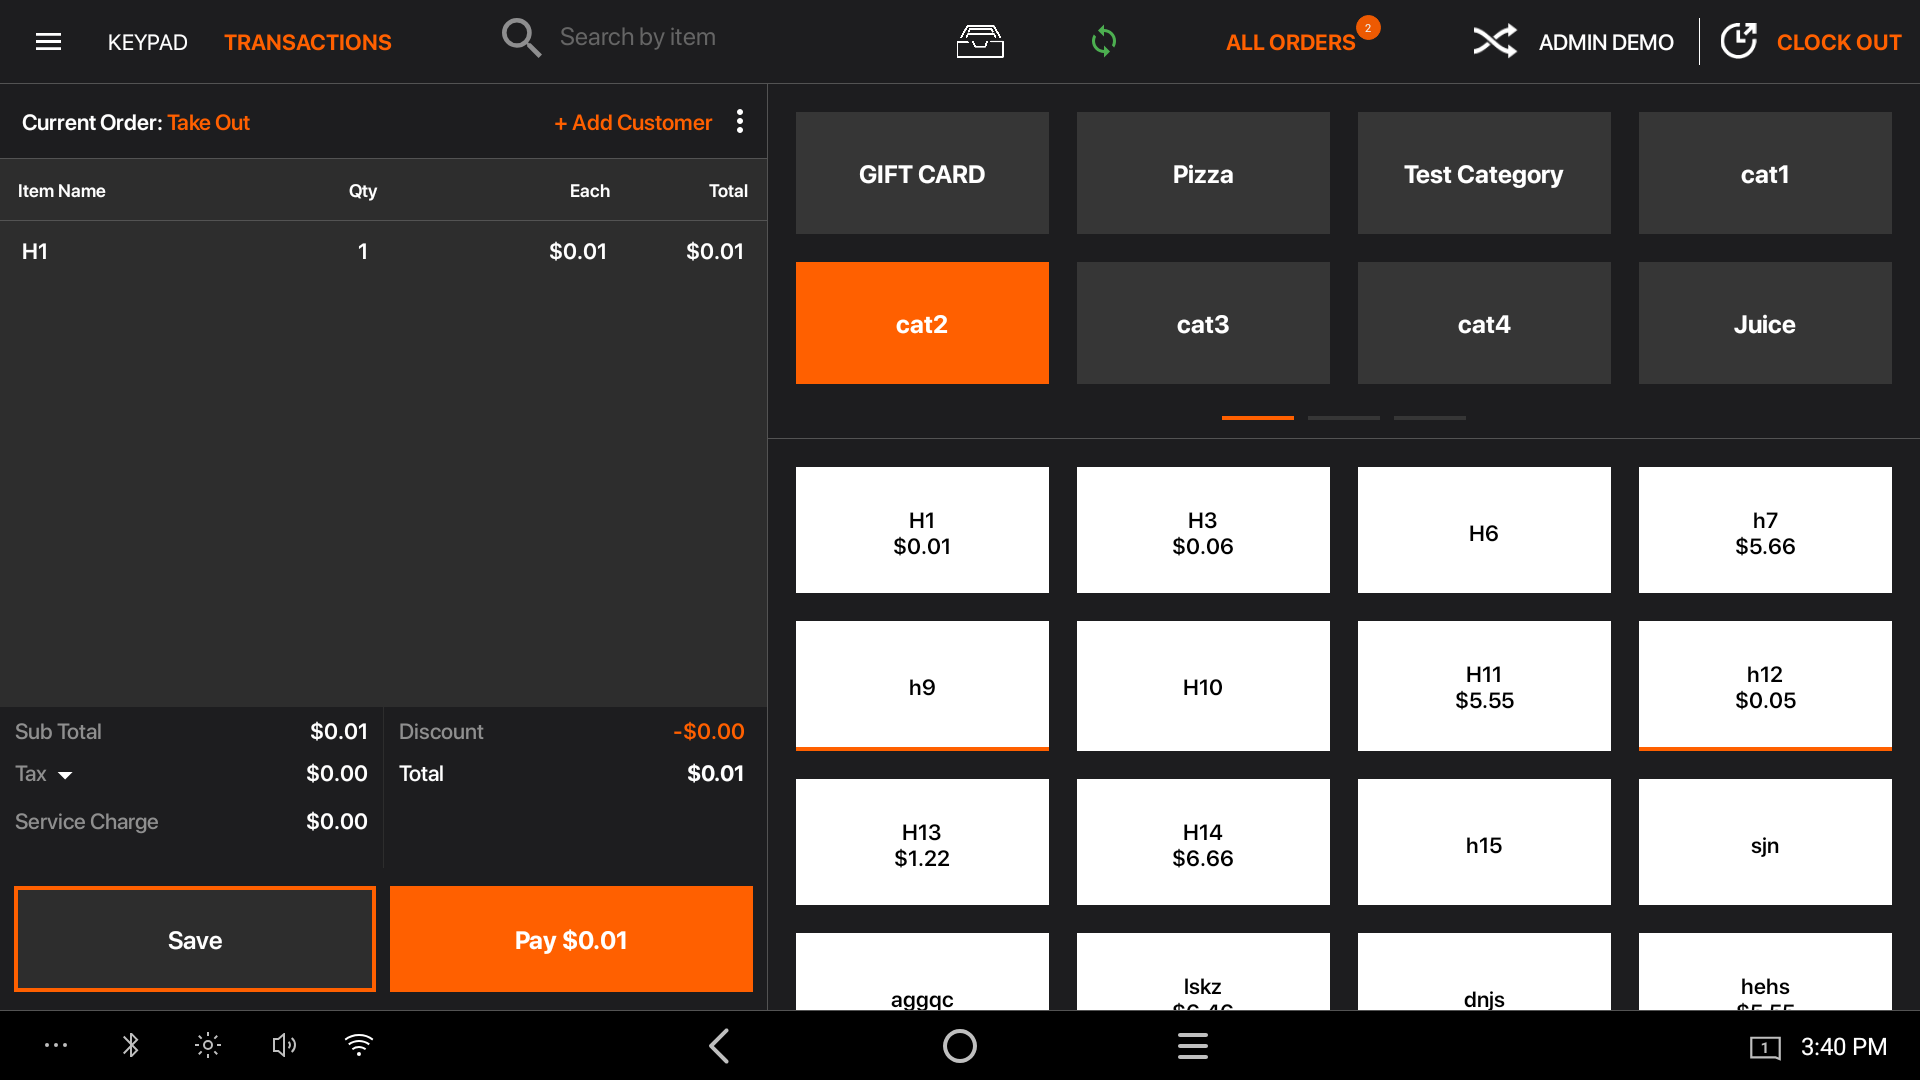 KEYPAD
TRANSACTIONS
Search by item
ALL ORDERS
2
ADMIN DEMO
CLOCK OUT
Current Order: Take Out
+ Add Customer
Item Name Qty Each Total
H1 1 $0.01 $0.01
Sub Total $0.01
Tax $0.00
Service Charge $0.00
Discount -$0.00
Total $0.01
Save
Pay $0.01
GIFT CARD
Pizza
Test Category
cat1
cat2
cat3
cat4
Juice
H1
$0.01
H3
$0.06
H6
h7
$5.66
h9
H10
H11
$5.55
h12
$0.05
H13
$1.22
H14
$6.66
h15
sjn
aggqc
lskz
$6.46
dnjs
hehs
$5.55
1
3:40 PM